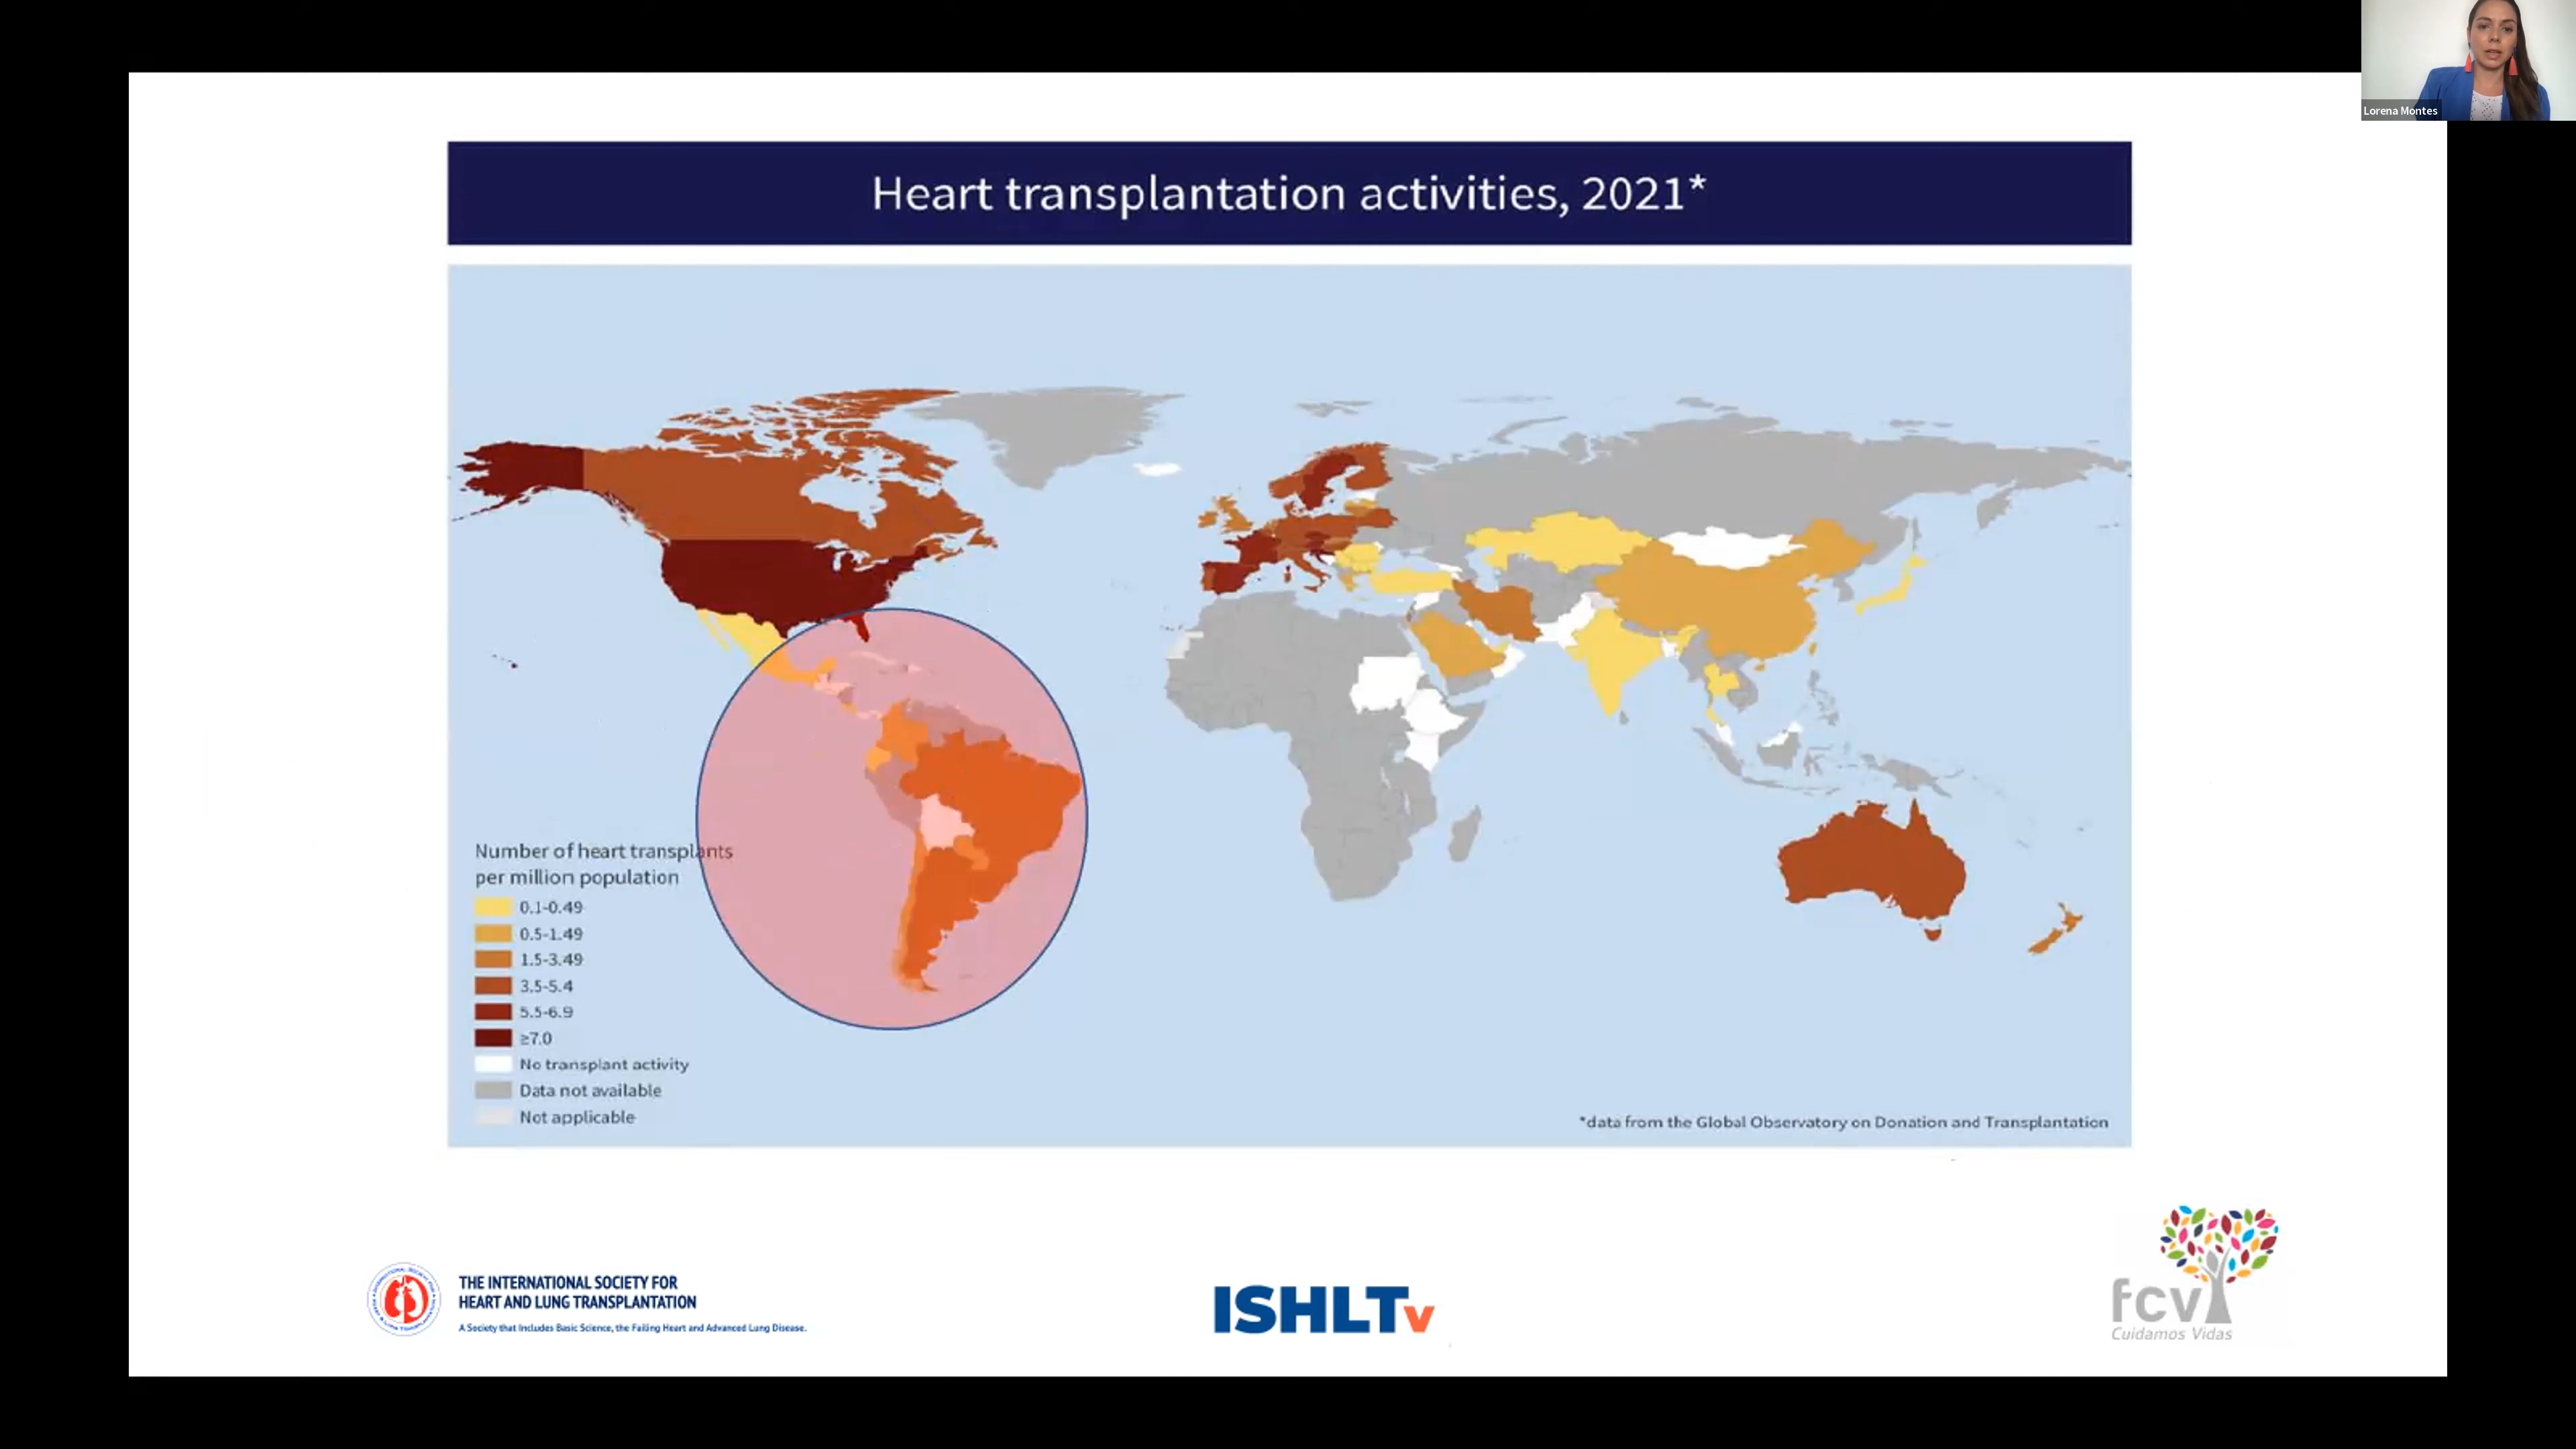 Lorena Montes
Heart transplantation activities, 2021*
Number of heart transplants
per million population
0.1-0.49
0.5-1.49
1.5-3.49
3.5-5.4
5.5-6.9
≥7.0
No transplant activity
Data not available
Not applicable
*data from the Global Observatory on Donation and Transplantation
THE INTERNATIONAL SOCIETY FOR
HEART AND LUNG TRANSPLANTATION
A Society that Includes Basic Science, the Failing Heart and Advanced Lung Disease.
ISHLTv
fcv
Cuidamos Vidas